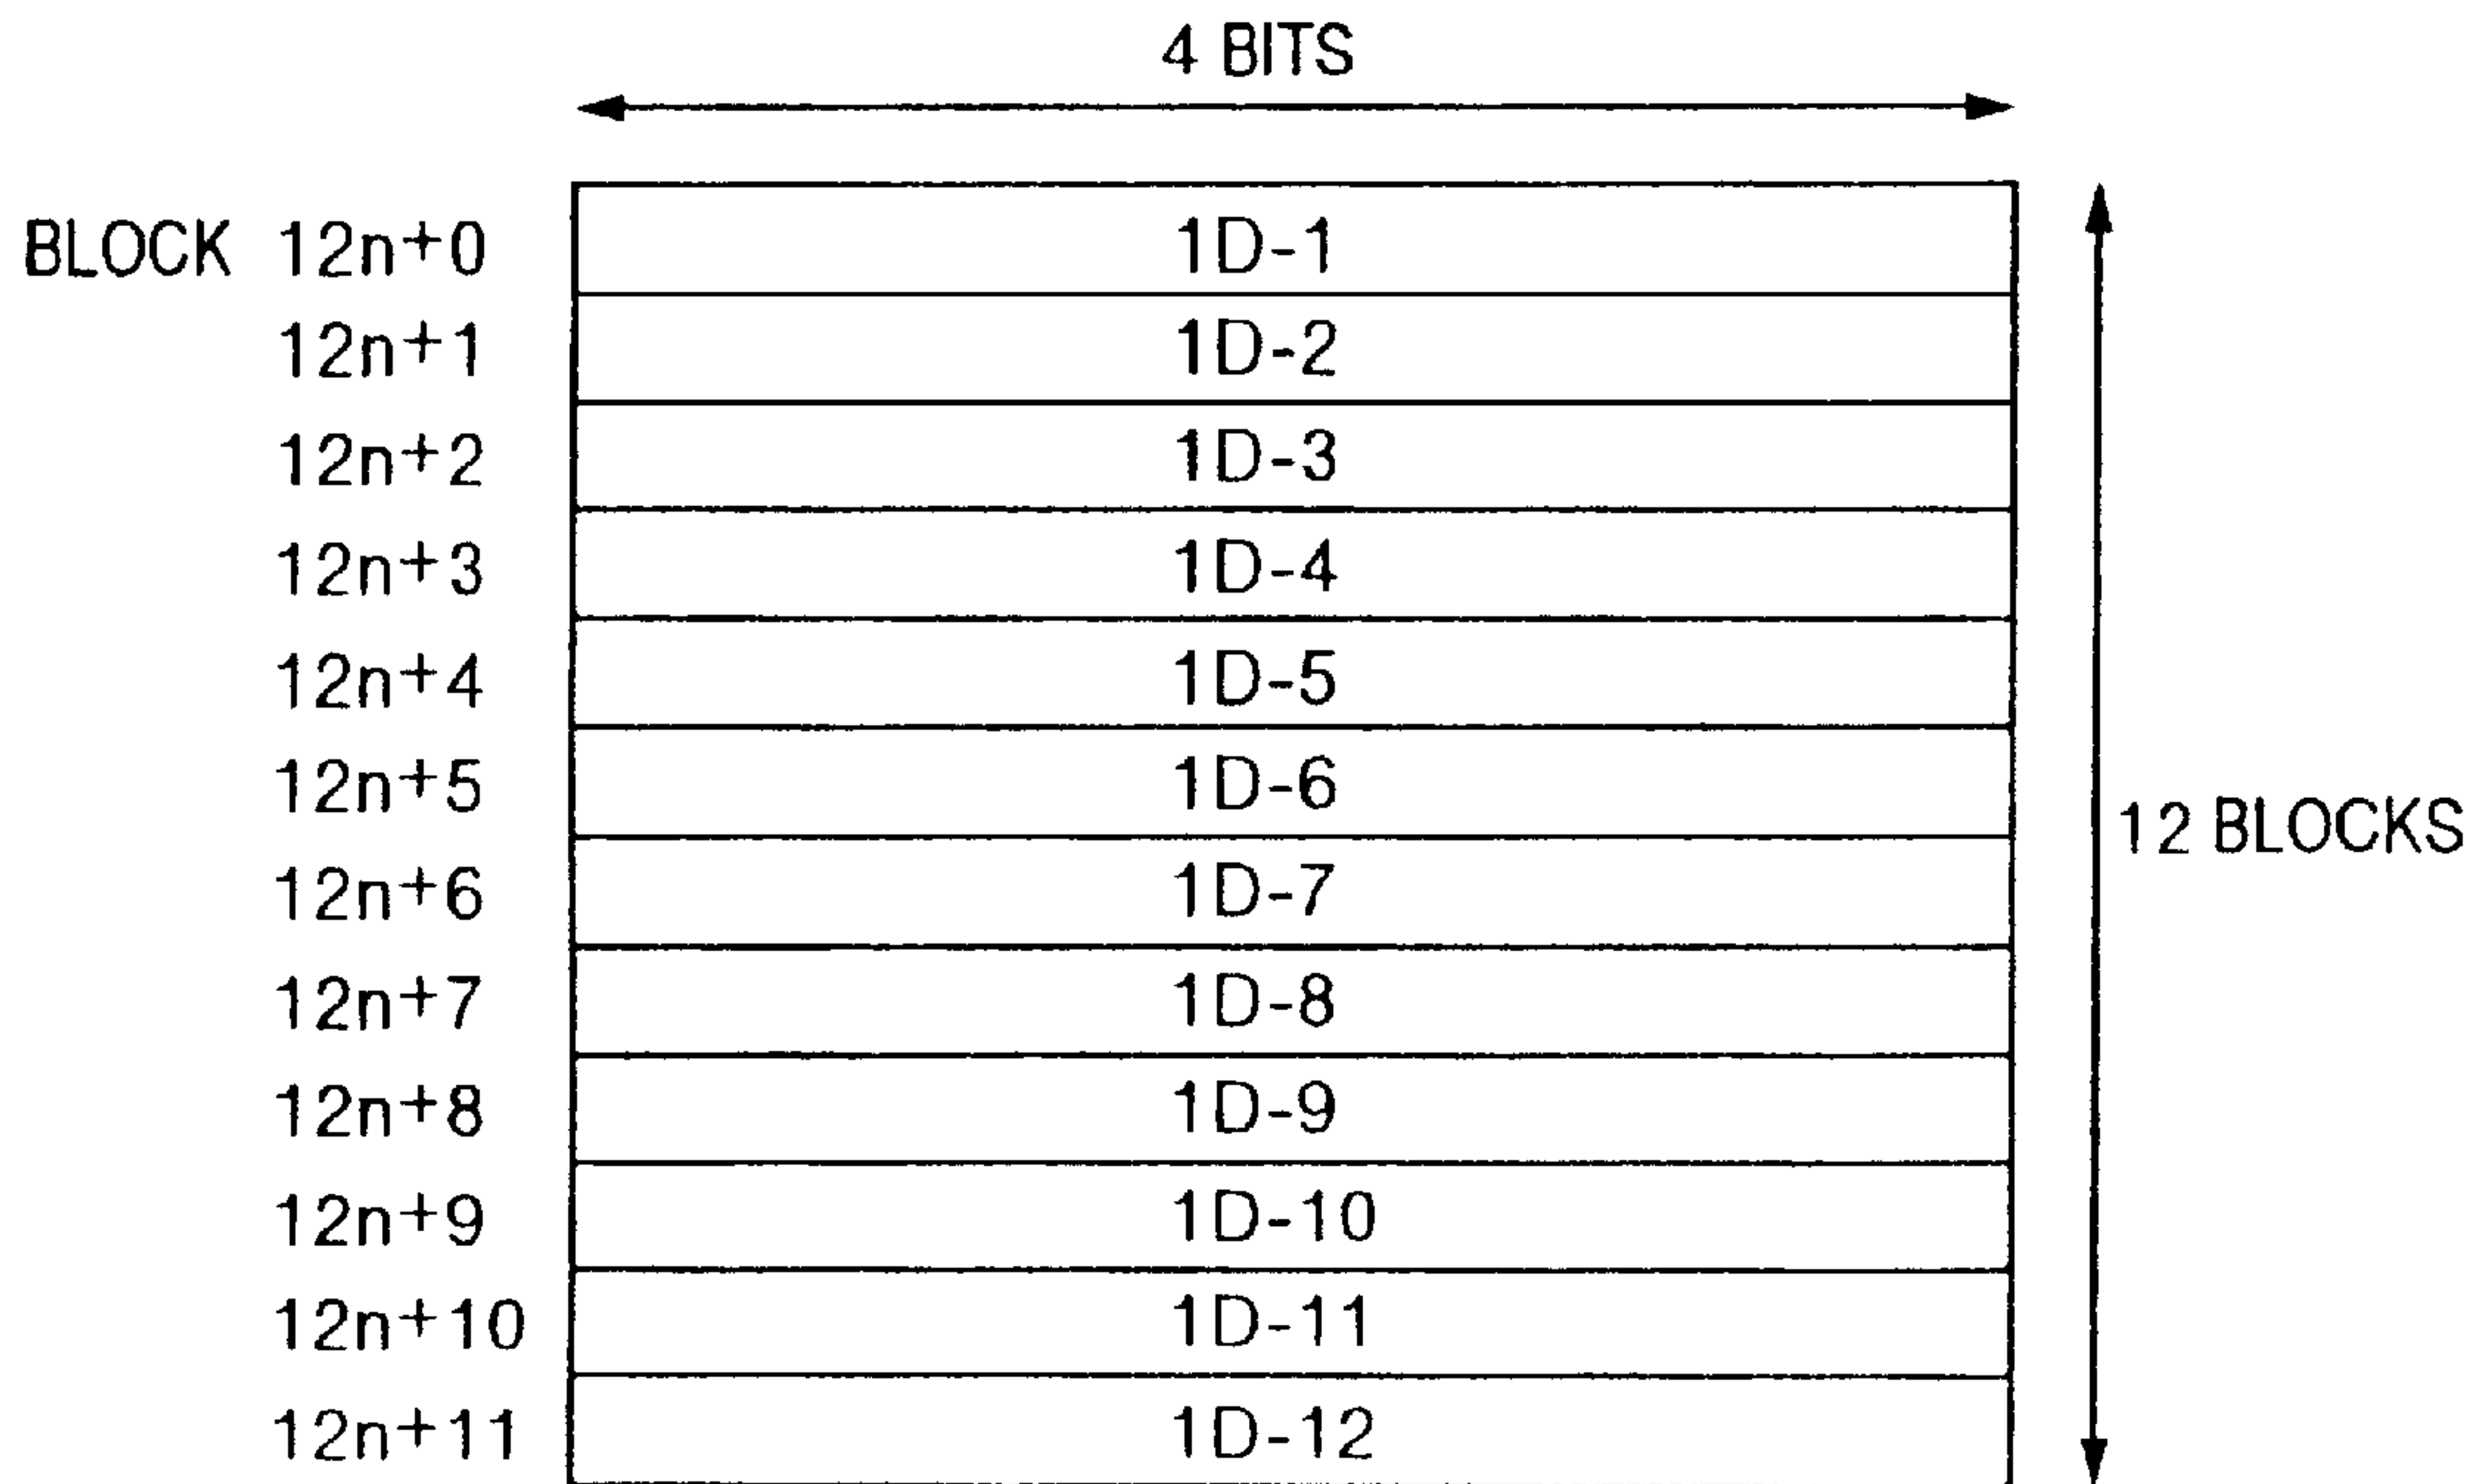 4 BITS
BLOCK 12n+0 1D-1
12n+1 1D-2
12n+2 1D-3
12n+3 1D-4
12n+4 1D-5
12n+5 1D-6
12 BLOCKS
12n+6 1D-7
12n+7 1D-8
12n+8 1D-9
12n+9 1D-10
12n+10 1D-11
12n+11 1D-12